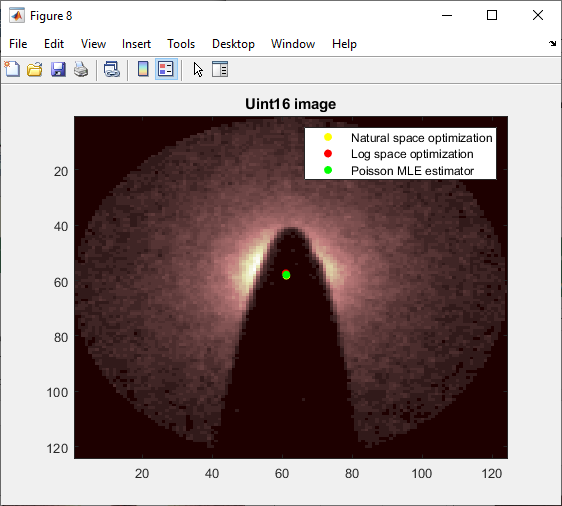 Figure 8
File Edit View Insert Tools Desktop Window Help
Uint16 image
Natural space optimization
Log space optimization
Poisson MLE estimator
20
40
60
80
100
120
20 40 60 80 100 120